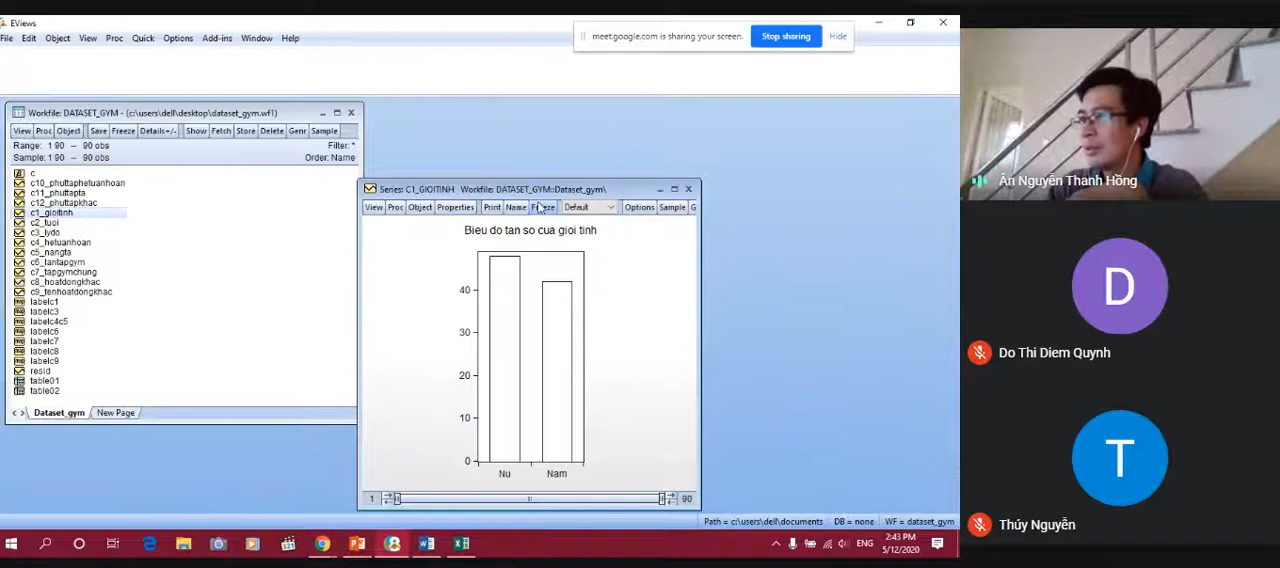 EViews
File Edit Object View Proc Quick Options Add-ins Window Help
meet.google.com is sharing your screen. Stop sharing Hide
Workfile: DATASET_GYM - (c:\users\dell\desktop\dataset_gym.wf1)
View Proc Object Save Freeze Details+/- Show Fetch Store Delete Genr Sample
Range: 1 90 -- 90 obs Filter: *
Sample: 1 90 -- 90 obs Order: Name
c
c10_phuttaphetuanhoan
c11_phuttapta
c12_phuttapkhac
c1_gioitinh
c2_tuoi
c3_lydo
c4_hetuanhoan
c5_nangta
c6_lantapgym
c7_tapgymchung
c8_hoatdongkhac
c9_tenhoatdongkhac
labelc1
labelc3
labelc4c5
labelc6
labelc7
labelc8
labelc9
resid
table01
table02
Dataset_gym New Page
Series: C1_GIOITINH Workfile: DATASET_GYM::Dataset_gym\
View Proc Object Properties Print Name Freeze Default Options Sample G
Bieu do tan so cua gioi tinh
40
30
20
10
0
Nu Nam
1 90
Path = c:\users\dell\documents DB = none WF = dataset_gym
ENG
2:43 PM
5/12/2020
Ân Nguyễn Thanh Hồng
D
Do Thi Diem Quynh
T
Thúy Nguyễn